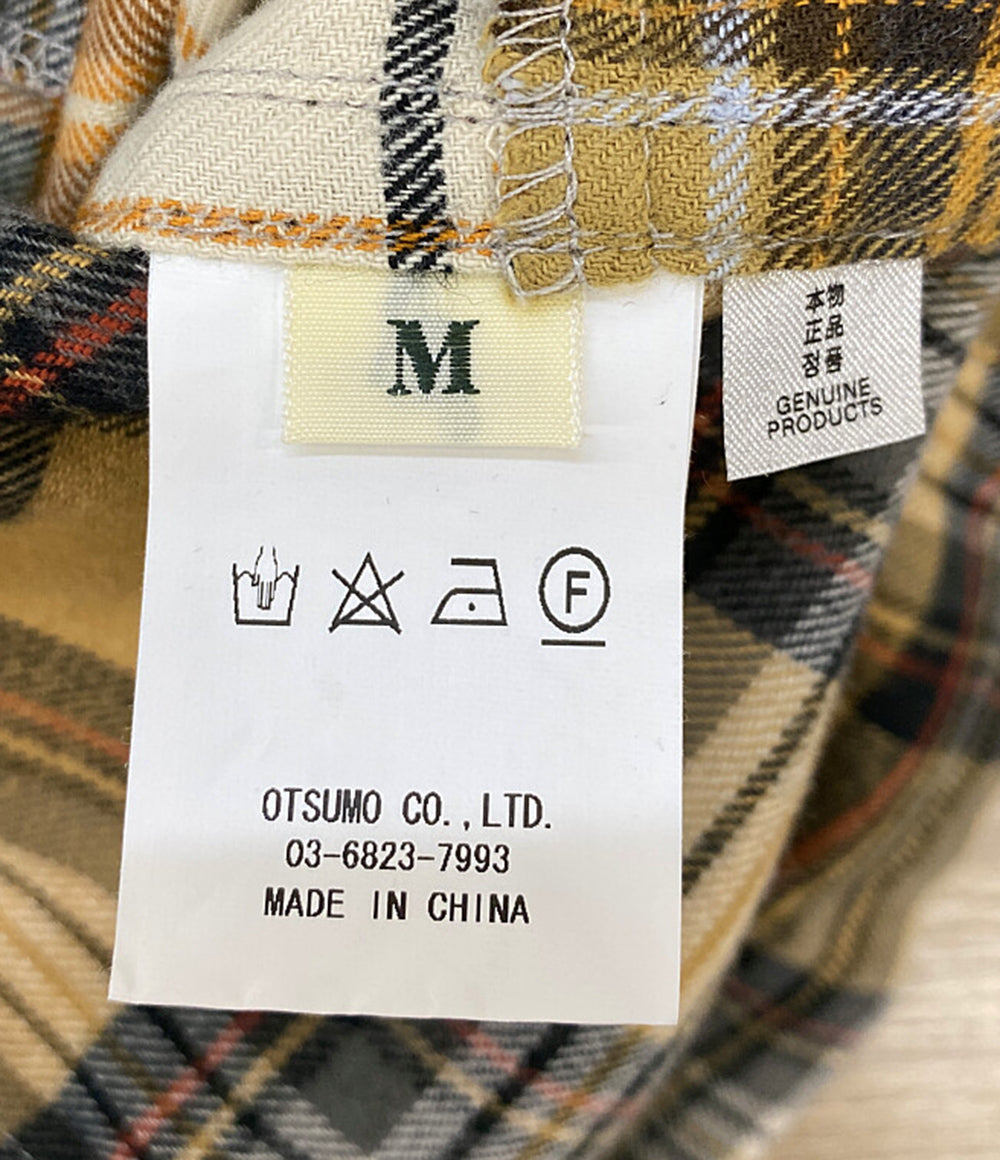 M
本物
正品
정품
GENUINE
PRODUCTS
F
OTSUMO CO.,LTD.
03-6823-7993
MADE IN CHINA